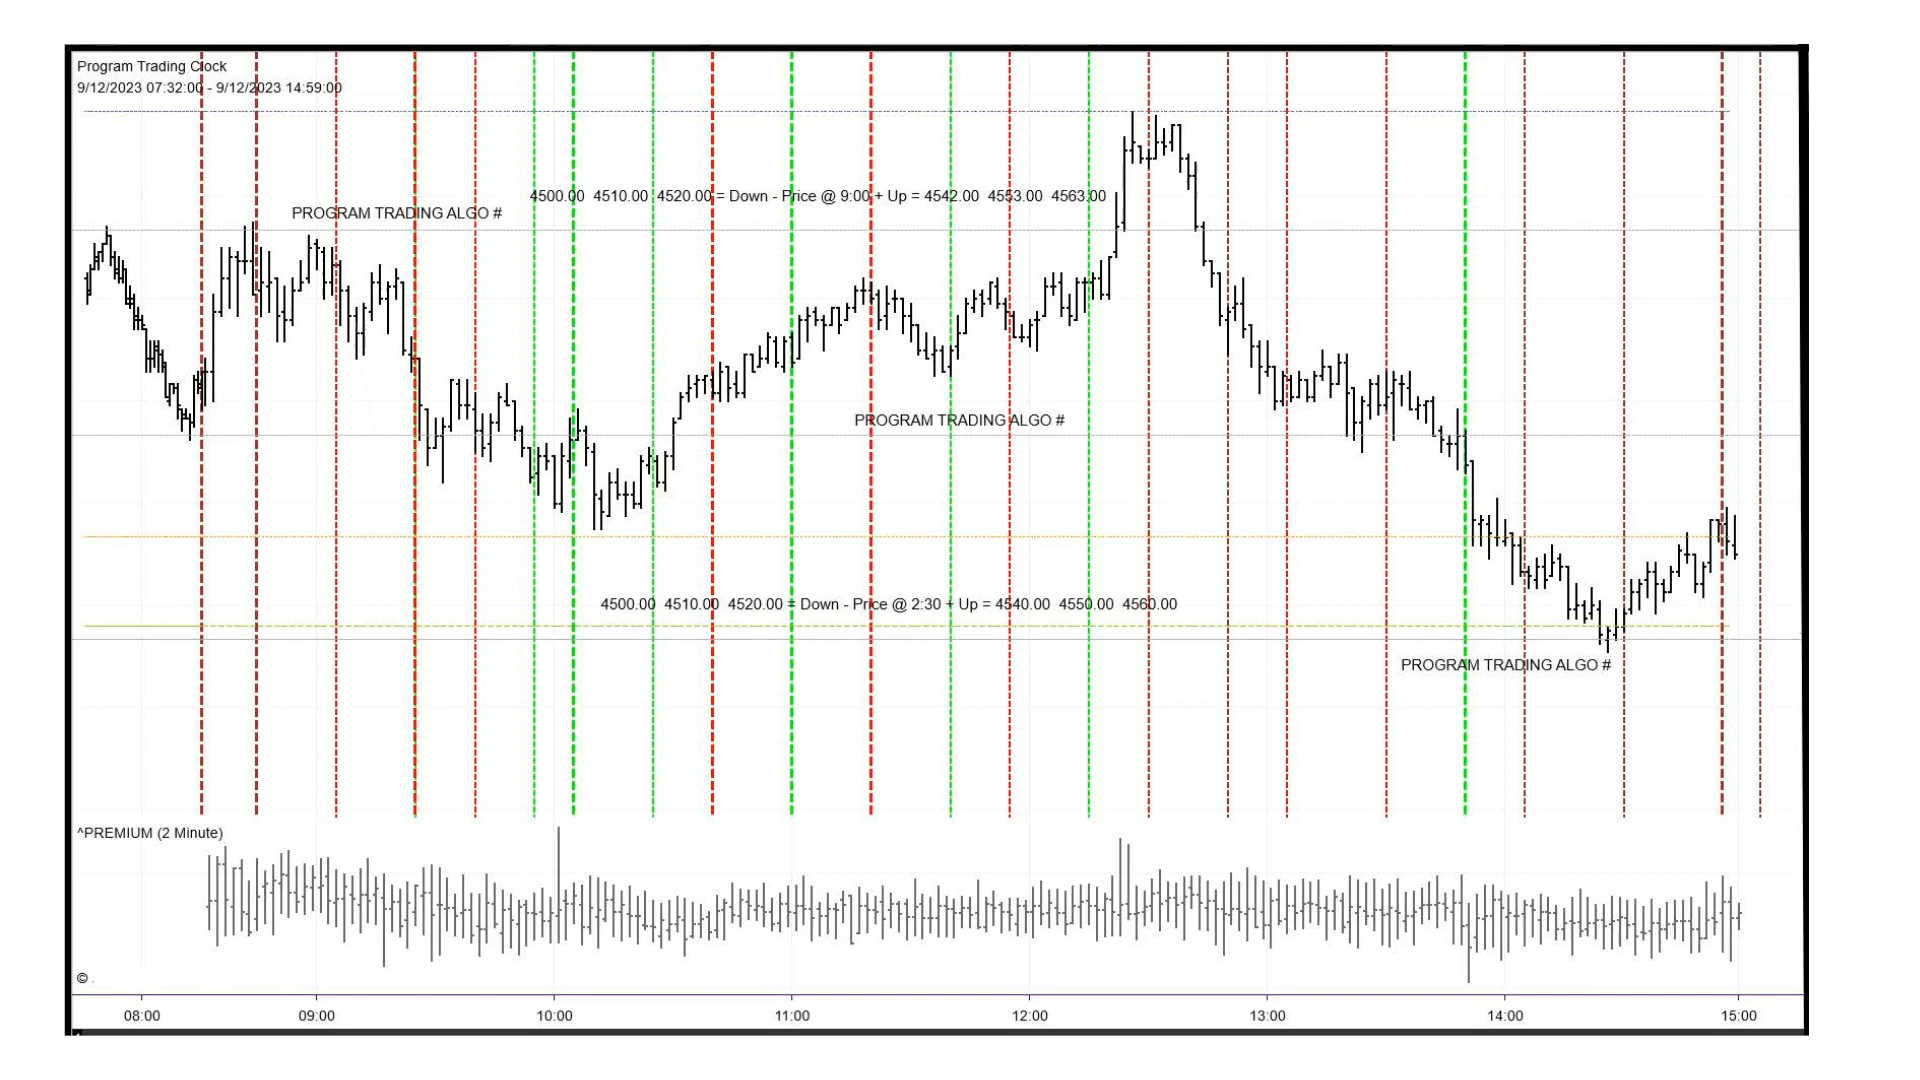 Program Trading Clock
9/12/2023 07:32:00 - 9/12/2023 14:59:00
4500.00 4510.00 4520.00 = Down - Price @ 9:00 + Up = 4542.00 4553.00 4563.00
PROGRAM TRADING ALGO #
PROGRAM TRADING ALGO #
4500.00 4510.00 4520.00 = Down - Price @ 2:30 + Up = 4540.00 4550.00 4560.00
PROGRAM TRADING ALGO #
^PREMIUM (2 Minute)
© .
08:00 09:00 10:00 11:00 12:00 13:00 14:00 15:00